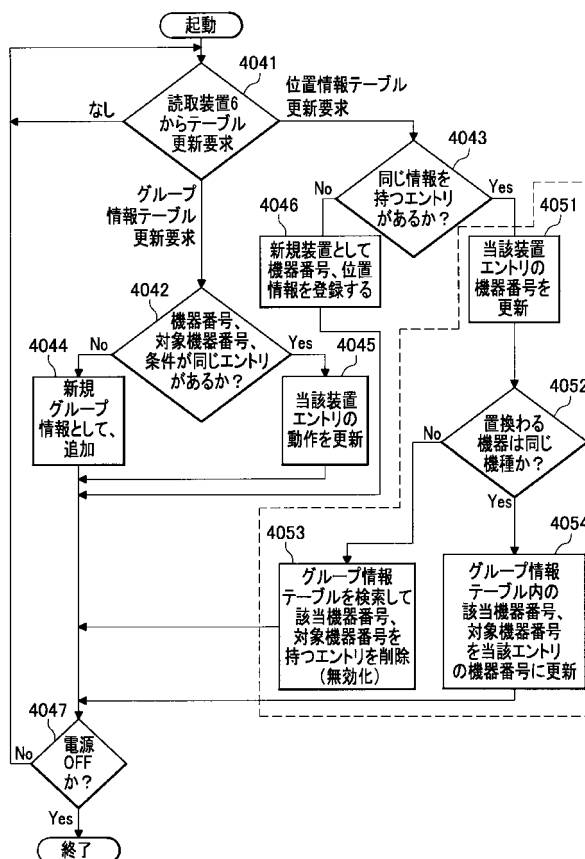 起動
4041
読取装置6
からテーブル
更新要求
なし
位置情報テーブル
更新要求
グループ
情報テーブル
更新要求
4043
同じ情報を
持つエントリ
があるか？
No
Yes
4046
新規装置として
機器番号、位置
情報を登録する
4051
当該装置
エントリの
機器番号を
更新
4042
機器番号、
対象機器番号、
条件が同じエントリ
があるか？
No
Yes
4044
新規
グループ
情報として、
追加
4045
当該装置
エントリの
動作を更新
4052
置換わる
機器は同じ
機種か？
No
Yes
4053
グループ情報
テーブルを検索して
該当機器番号、
対象機器番号を
持つエントリを削除
(無効化)
4054
グループ情報
テーブル内の
該当機器番号、
対象機器番号
を当該エントリ
の機器番号に更新
4047
電源
OFF
か？
No
Yes
終了